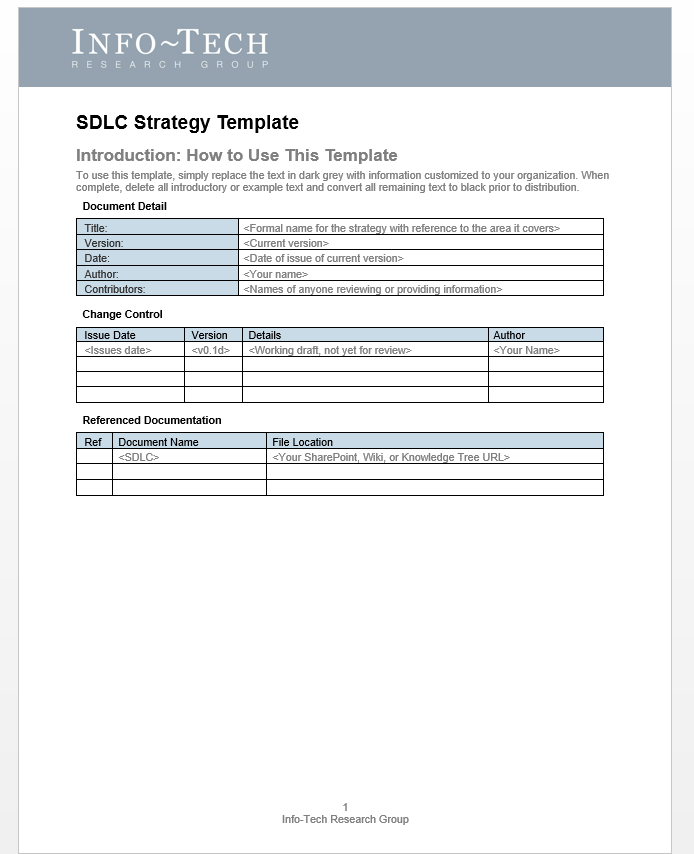 INFO~TECH
RESEARCH GROUP
SDLC Strategy Template
Introduction: How to Use This Template
To use this template, simply replace the text in dark grey with information customized to your organization. When
complete, delete all introductory or example text and convert all remaining text to black prior to distribution.
Document Detail
Title: <Formal name for the strategy with reference to the area it covers>
Version: <Current version>
Date: <Date of issue of current version>
Author: <Your name>
Contributors: <Names of anyone reviewing or providing information>
Change Control
Issue Date Version Details Author
<Issues date> <v0.1d> <Working draft, not yet for review> <Your Name>
Referenced Documentation
Ref Document Name File Location
<SDLC> <Your SharePoint, Wiki, or Knowledge Tree URL>
1
Info-Tech Research Group